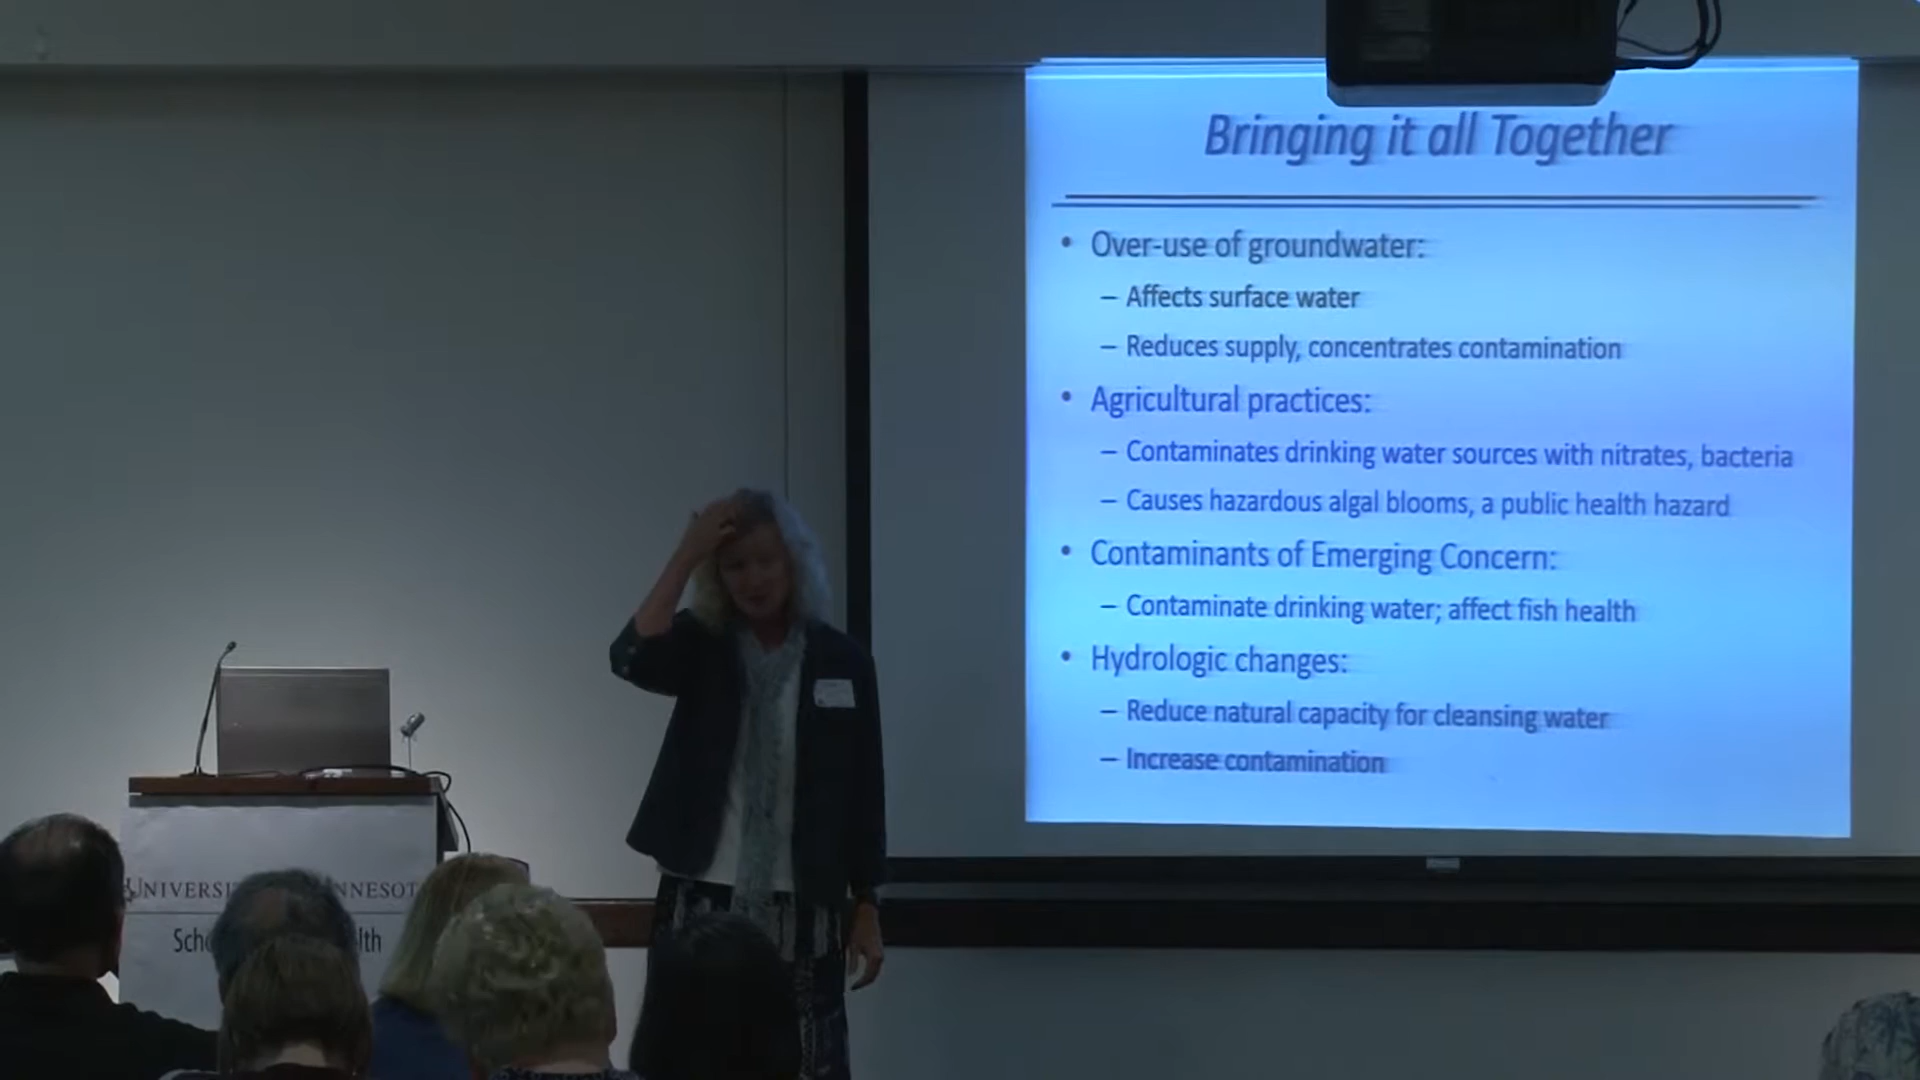 Bringing it all Together
• Over-use of groundwater:
– Affects surface water
– Reduces supply, concentrates contamination
• Agricultural practices:
– Contaminates drinking water sources with nitrates, bacteria
– Causes hazardous algal blooms, a public health hazard
• Contaminants of Emerging Concern:
– Contaminate drinking water; affect fish health
• Hydrologic changes:
– Reduce natural capacity for cleansing water
– Increase contamination